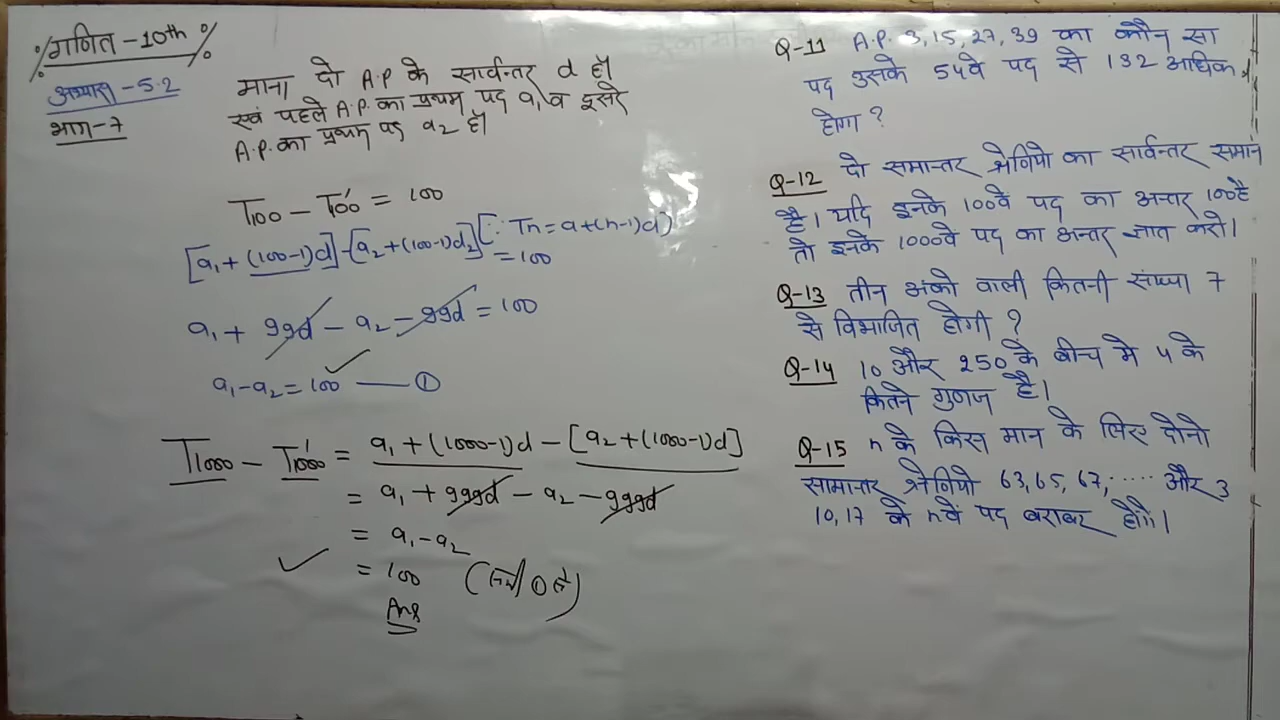 गणित - 10th
अभ्यास - 5.2
भाग - 7
माना दो A.P के सार्वन्तर d है।
एवं पहले A.P. का प्रथम पद a₁ व दूसरे
A.P. का प्रथम पद a₂ है।
T₁₀₀ - T'₁₀₀ = 100
[a₁ + (100-1)d] - [a₂ + (100-1)d₂] [∵ Tn = a + (n-1)d]
= 100
a₁ + 99d - a₂ - 99d = 100
a₁ - a₂ = 100 — ①
T₁₀₀₀ - T'₁₀₀₀ = a₁ + (1000-1)d - [a₂ + (1000-1)d]
= a₁ + 999d - a₂ - 999d
= a₁ - a₂
= 100 ( ① से)
Ans
Q-11 A.P. 3, 15, 27, 39 का कौन सा
पद उसके 54वे पद से 132 अधिक
होगा ?
Q-12 दो समान्तर श्रेणियो का सार्वन्तर समान
है। यदि इनके 100वे पद का अन्तर 100 है
तो इनके 1000वे पद का अन्तर ज्ञात करो।
Q-13 तीन अंको वाली कितनी संख्या 7
से विभाजित होगी ?
Q-14 10 और 250 के बीच मे 4 के
कितने गुणज है।
Q-15 n के किस मान के लिए दोनो
सामान्तर श्रेणियो 63, 65, 67, ..... और 3
10, 17 के nवे पद बराबर होंगे।